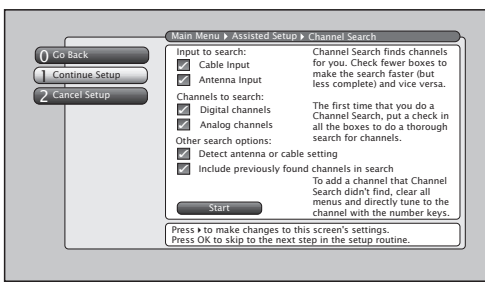 Main Menu ▸ Assisted Setup ▸ Channel Search
0 Go Back
1 Continue Setup
2 Cancel Setup
Input to search:
Cable Input
Antenna Input
Channels to search:
Digital channels
Analog channels
Other search options:
Detect antenna or cable setting
Include previously found channels in search
Start
Channel Search finds channels
for you. Check fewer boxes to
make the search faster (but
less complete) and vice versa.
The first time that you do a
Channel Search, put a check in
all the boxes to do a thorough
search for channels.
To add a channel that Channel
Search didn't find, clear all
menus and directly tune to the
channel with the number keys.
Press ▸ to make changes to this screen's settings.
Press OK to skip to the next step in the setup routine.